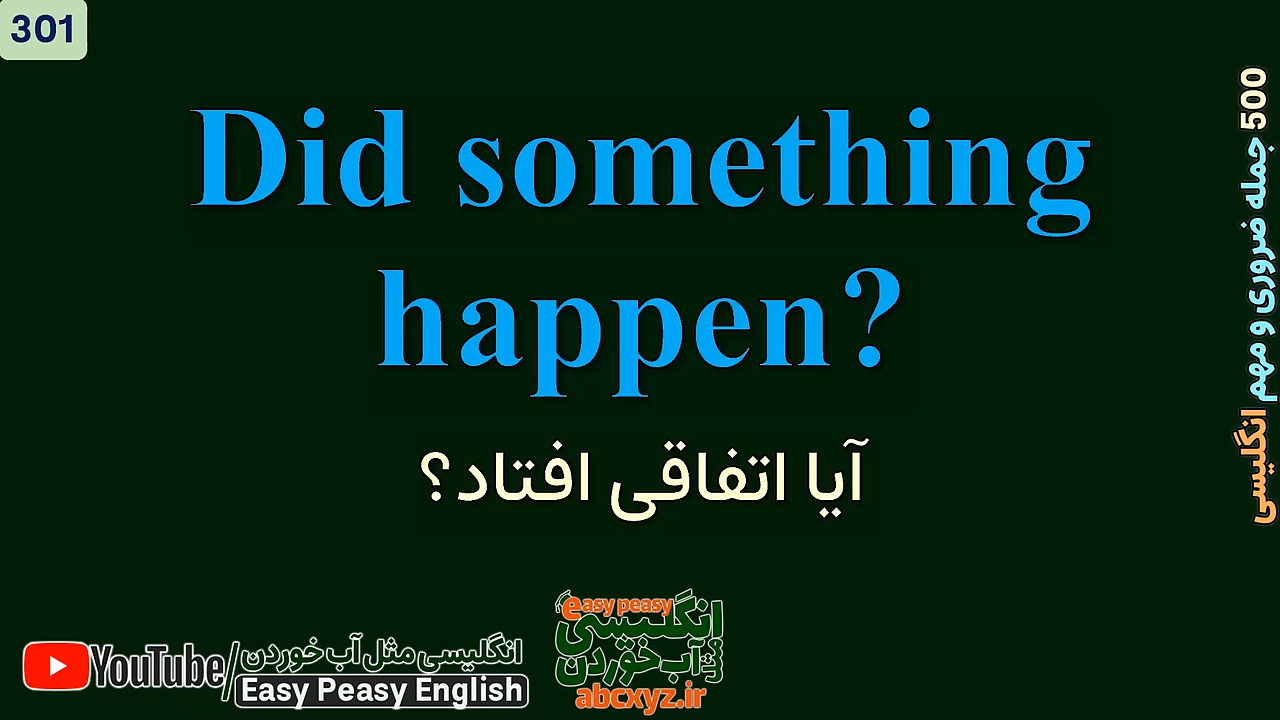 301
Did something
happen?
آیا اتفاقی افتاد؟
500 جمله ضروری و مهم انگلیسی
YouTube/انگلیسی مثل آب خوردن
Easy Peasy English
easy peasy
انگلیسی
مثل آب خوردن
abcxyz.ir